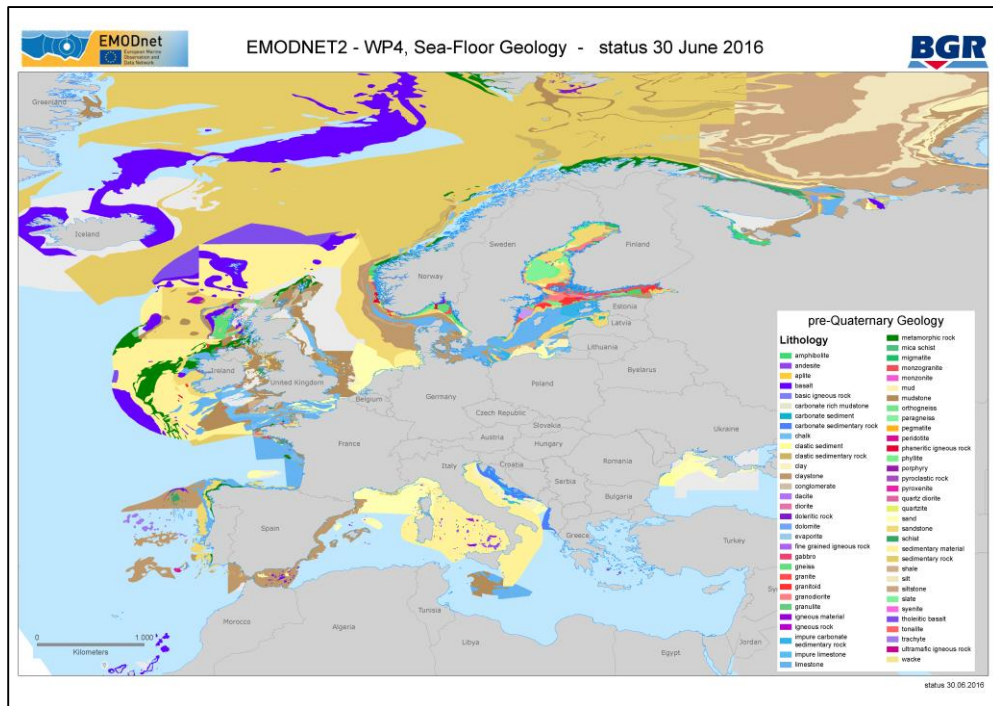 EMODnet
European Marine
Observation and
Data Network
EMODNET2 - WP4, Sea-Floor Geology - status 30 June 2016
BGR
Greenland
Iceland
Sweden
Finland
Norway
Estonia
Latvia
Lithuania
Ireland
United Kingdom
Byelarus
Poland
Germany
Belgium
Czech Republic
Ukraine
Slovakia
France
Austria
Hungary
Romania
Italy
Croatia
Serbia
Bulgaria
Spain
Greece
Turkey
Tunisia
Morocco
Algeria
Libya
Egypt
Jordan
0 1.000
Kilometers
pre-Quaternary Geology
Lithology
amphibolite
andesite
aplite
basalt
basic igneous rock
carbonate rich mudstone
carbonate sediment
carbonate sedimentary rock
chalk
clastic sediment
clastic sedimentary rock
clay
claystone
conglomerate
dacite
diorite
doleritic rock
dolomite
evaporite
fine grained igneous rock
gabbro
gneiss
granite
granitoid
granodiorite
granulite
igneous material
igneous rock
impure carbonate
sedimentary rock
impure limestone
limestone
metamorphic rock
mica schist
migmatite
monzogranite
monzonite
mud
mudstone
orthogneiss
paragneiss
pegmatite
peridotite
phaneritic igneous rock
phyllite
porphyry
pyroclastic rock
pyroxenite
quartz diorite
quartzite
sand
sandstone
schist
sedimentary material
sedimentary rock
shale
silt
siltstone
slate
syenite
tholeiitic basalt
tonalite
trachyte
ultramafic igneous rock
wacke
status 30.06.2016